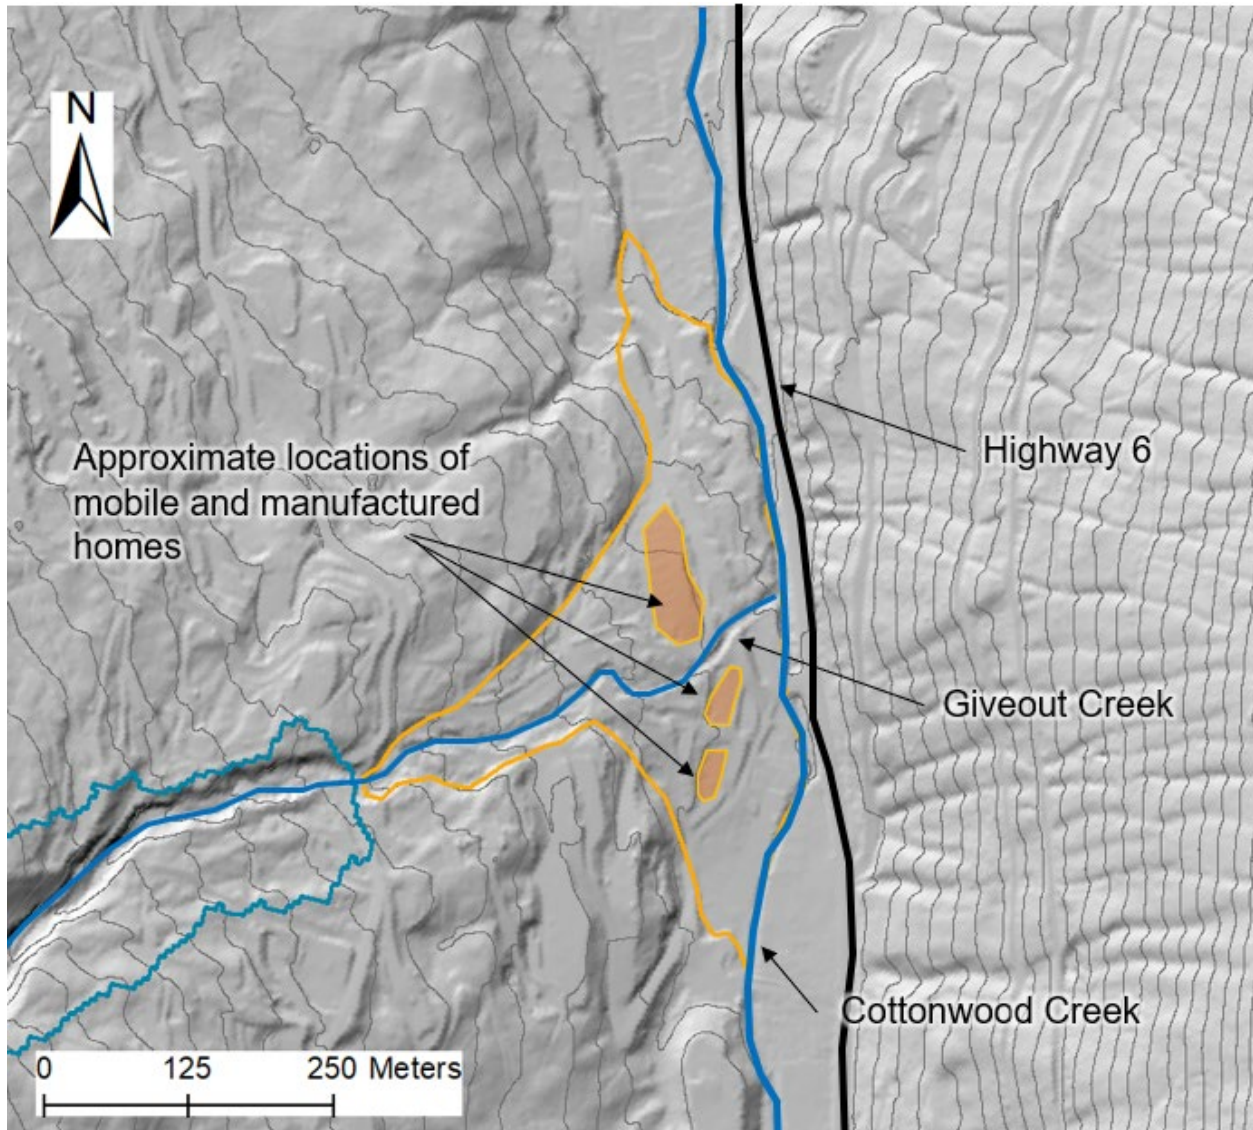 N
Highway 6
Approximate locations of
mobile and manufactured
homes
Giveout Creek
Cottonwood Creek
0 125 250 Meters